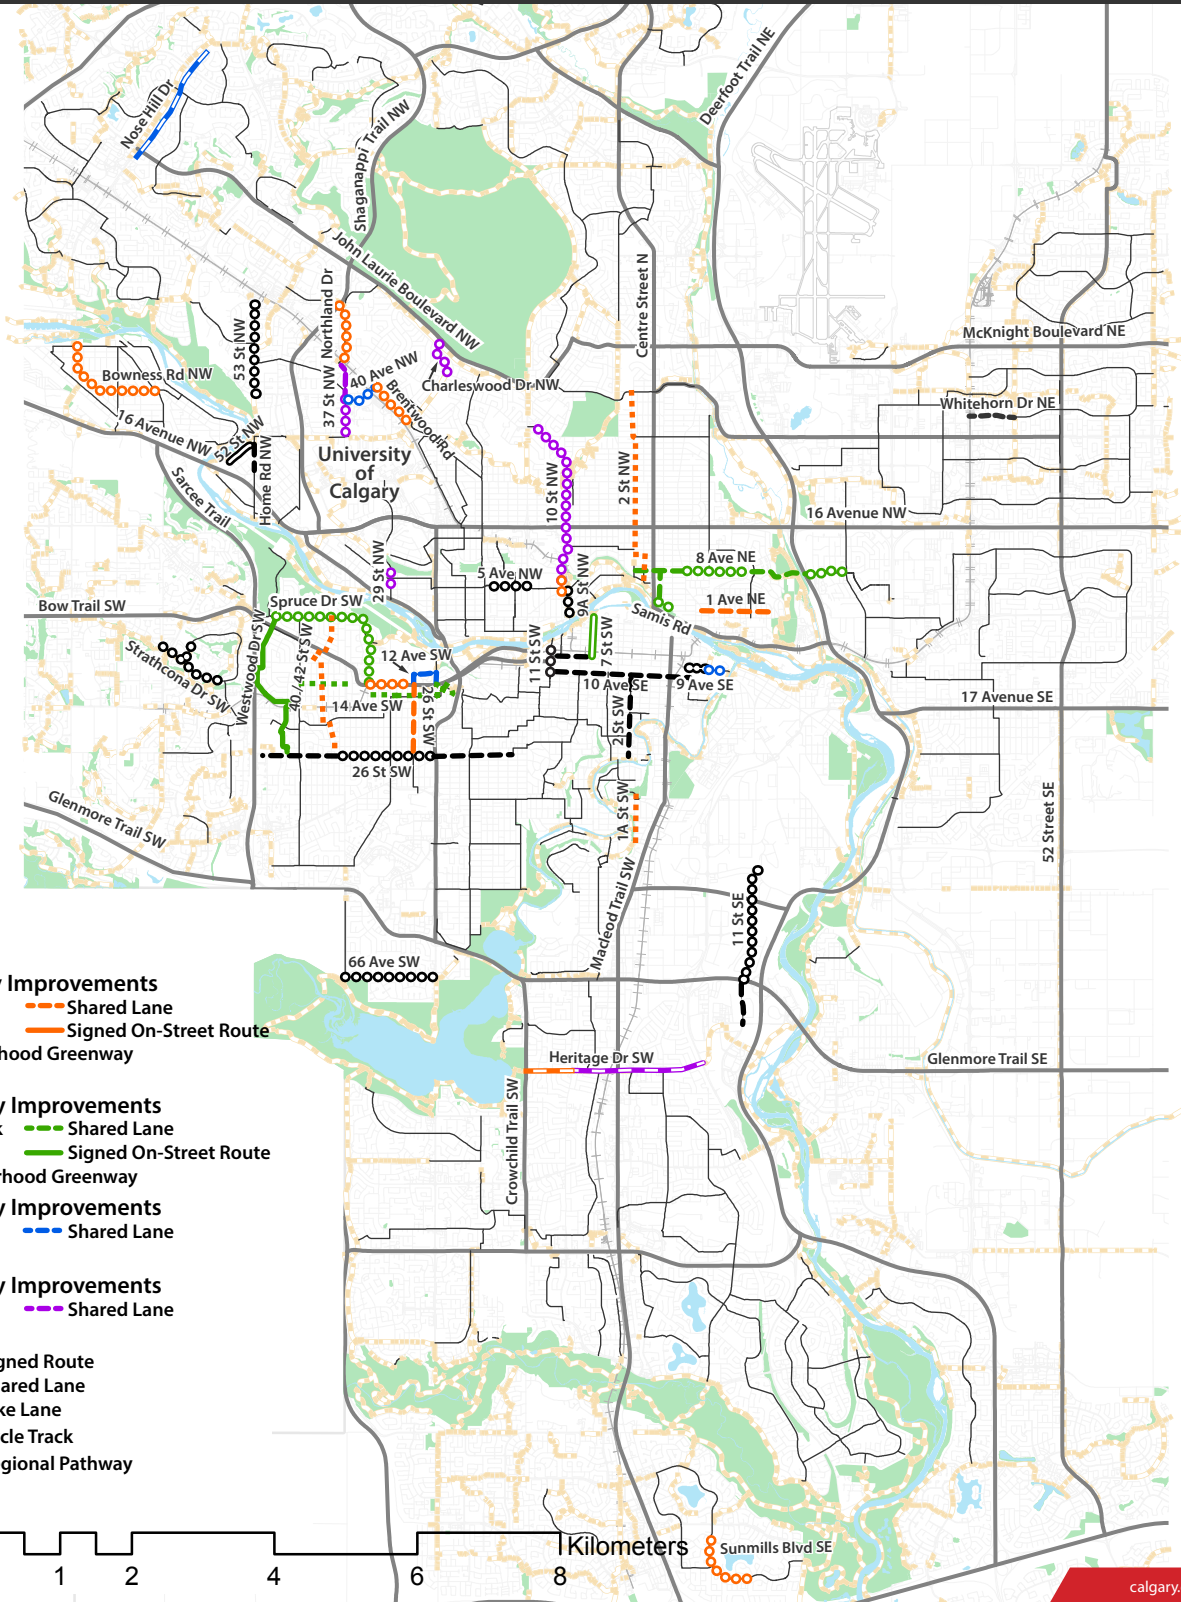 Deerfoot Trail NE
Nose Hill Dr
Shaganappi Trail NW
John Laurie Boulevard NW
Centre Street N
McKnight Boulevard NE
53 St NW
Northland Dr
37 St NW
40 Ave NW
Brentwood Rd
Charleswood Dr NW
Bowness Rd NW
Whitehorn Dr NE
16 Avenue NW
52 St NW
Home Rd NW
University
of
Calgary
Sarcee Trail
10 St NW
2 St NW
16 Avenue NW
29 St NW
5 Ave NW
9A St NW
8 Ave NE
1 Ave NE
Samis Rd
Bow Trail SW
Spruce Dr SW
Strathcona Dr SW
Westwood Dr SW
40 / 42 St SW
12 Ave SW
14 Ave SW
26 St SW
26 St SW
11 St SW
7 St SW
10 Ave SE
9 Ave SE
2 St SW
17 Avenue SE
1A St SW
52 Street SE
Glenmore Trail SW
Macleod Trail SW
11 St SE
66 Ave SW
Heritage Dr SW
Glenmore Trail SE
Crowchild Trail SW
Sunmills Blvd SE
y Improvements
Shared Lane
Signed On-Street Route
hood Greenway
y Improvements
k Shared Lane
Signed On-Street Route
rhood Greenway
y Improvements
Shared Lane
y Improvements
Shared Lane
gned Route
ared Lane
ke Lane
cle Track
gional Pathway
Kilometers
1 2 4 6 8
calgary.